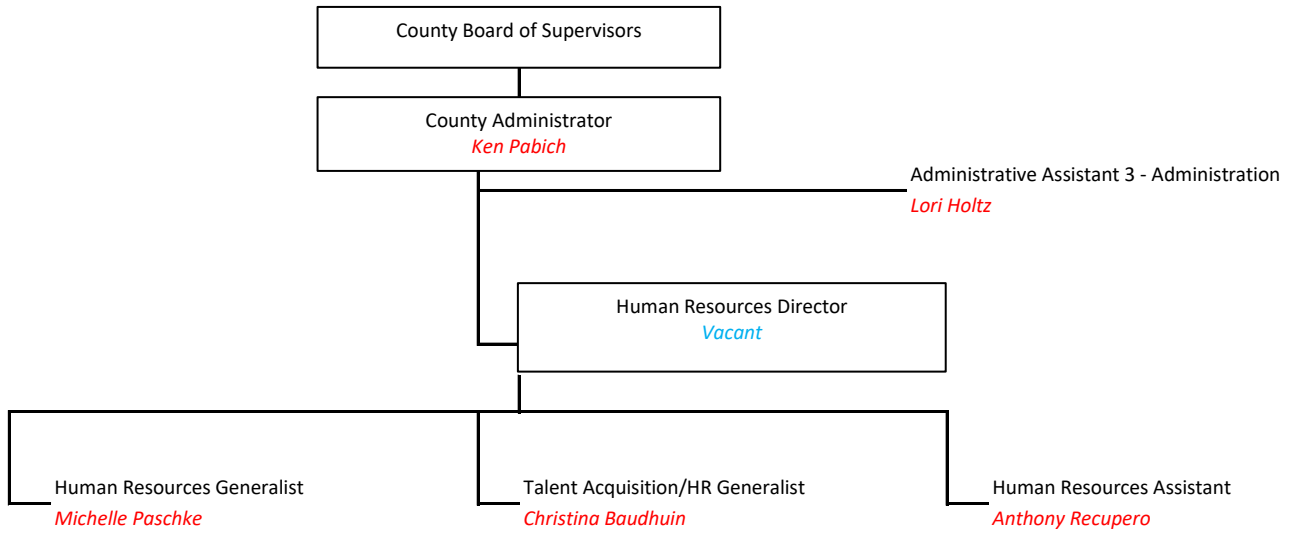 County Board of Supervisors
County Administrator
Ken Pabich
Administrative Assistant 3 - Administration
Lori Holtz
Human Resources Director
Vacant
Human Resources Generalist
Michelle Paschke
Talent Acquisition/HR Generalist
Christina Baudhuin
Human Resources Assistant
Anthony Recupero